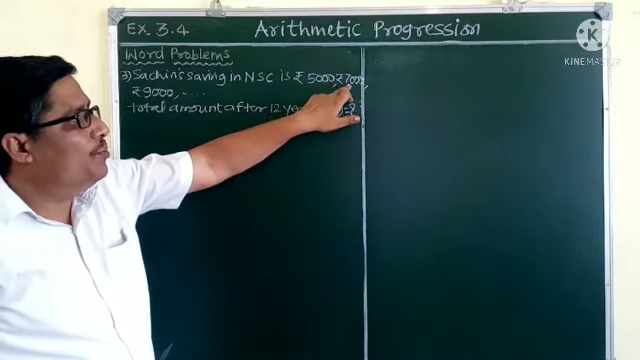 EX. 3.4 Arithmetic Progression
Word Problems
3) Sachin's saving in NSC is ₹ 5000, ₹7000,
₹9000, ....
Total amount after 12
KINEMASTER